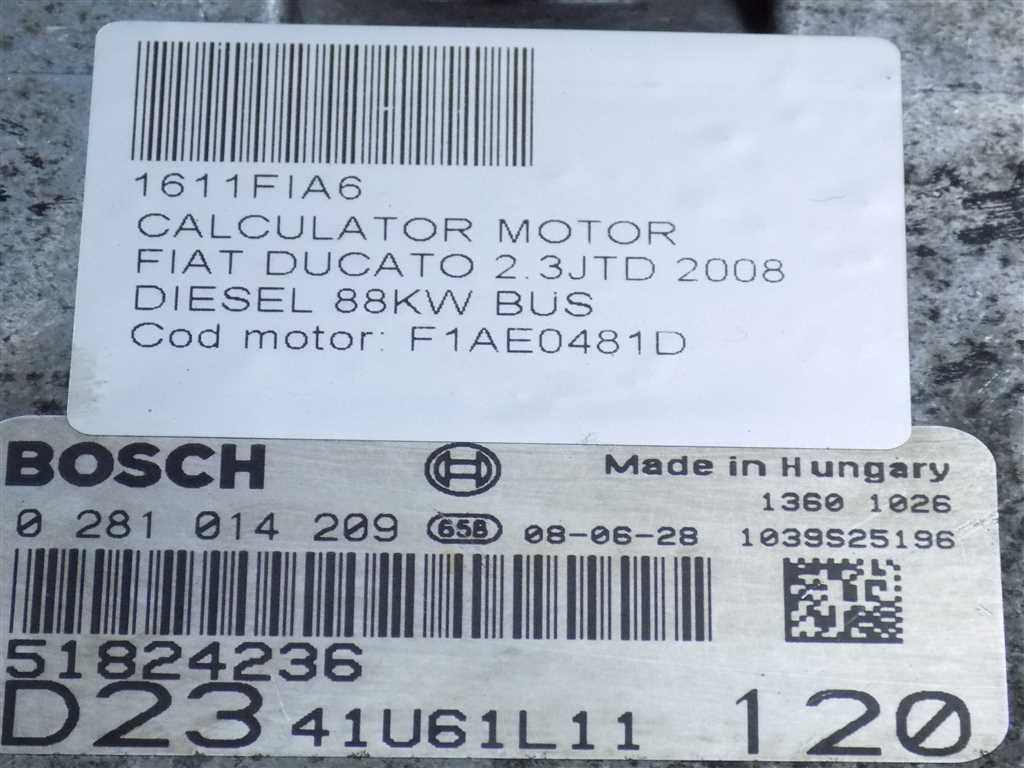 1611FIA6
CALCULATOR MOTOR
FIAT DUCATO 2.3JTD 2008
DIESEL 88KW BUS
Cod motor: F1AE0481D
BOSCH Made in Hungary
1360 1026
0 281 014 209 65B 08-06-28 1039S25196
51824236
D23 41U61L11 120